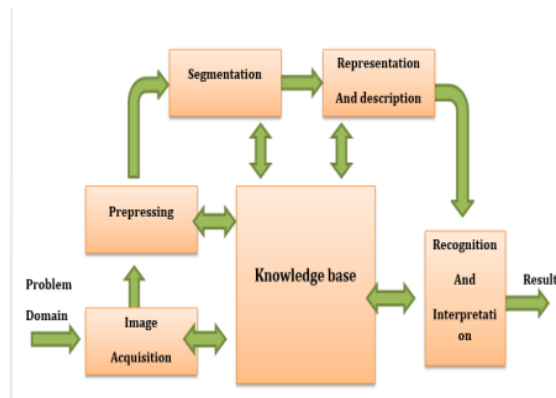 Segmentation
Representation
And description
Prepressing
Knowledge base
Recognition
And
Interpretati
on
Result
Problem
Domain
Image
Acquisition